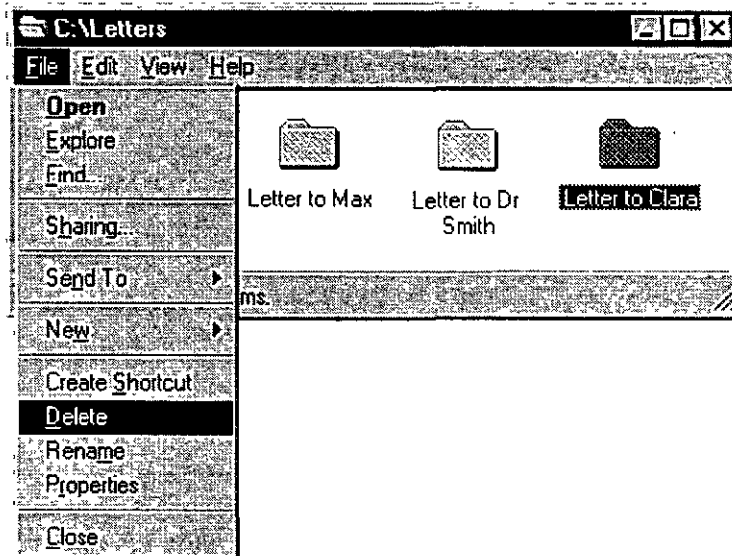 C:\Letters
File Edit View Help
Open
Explore
Find...
Sharing...
Send To
New
Create Shortcut
Delete
Rename
Properties
Close
Letter to Max
Letter to Dr
Smith
Letter to Clara
ms.